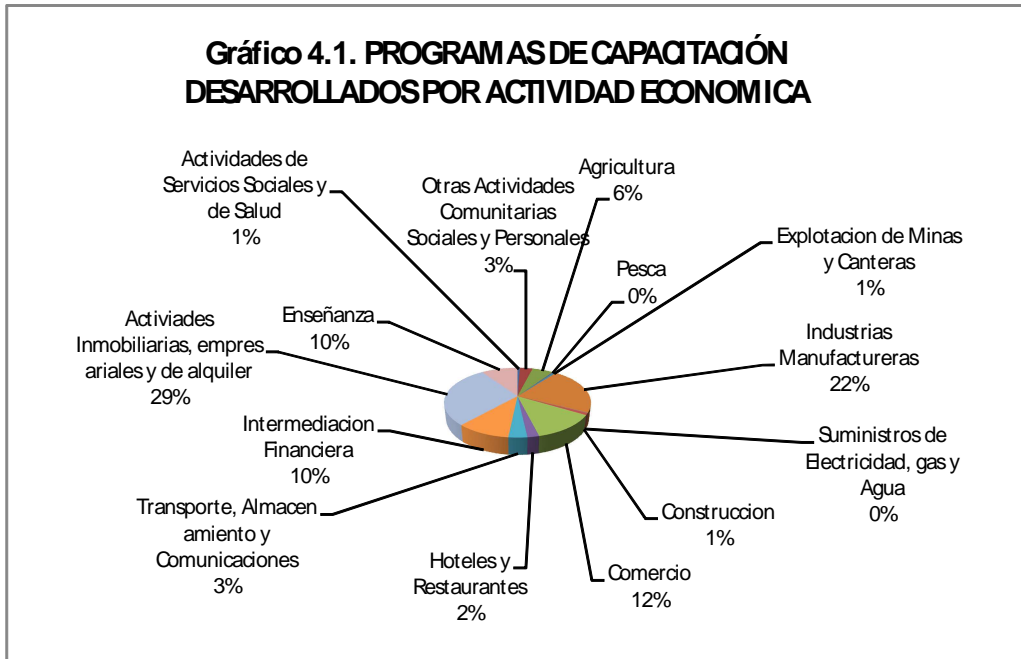 Gráfico 4.1. PROGRAMAS DE CAPACITACIÓN
DESARROLLADOS POR ACTIVIDAD ECONOMICA
Actividades de
Servicios Sociales y
de Salud
1%
Otras Actividades
Comunitarias
Sociales y Personales
3%
Agricultura
6%
Pesca
0%
Explotacion de Minas
y Canteras
1%
Industrias
Manufactureras
22%
Suministros de
Electricidad, gas y
Agua
0%
Construccion
1%
Comercio
12%
Hoteles y
Restaurantes
2%
Transporte, Almacen
amiento y
Comunicaciones
3%
Intermediacion
Financiera
10%
Activiades
Inmobiliarias, empres
ariales y de alquiler
29%
Enseñanza
10%